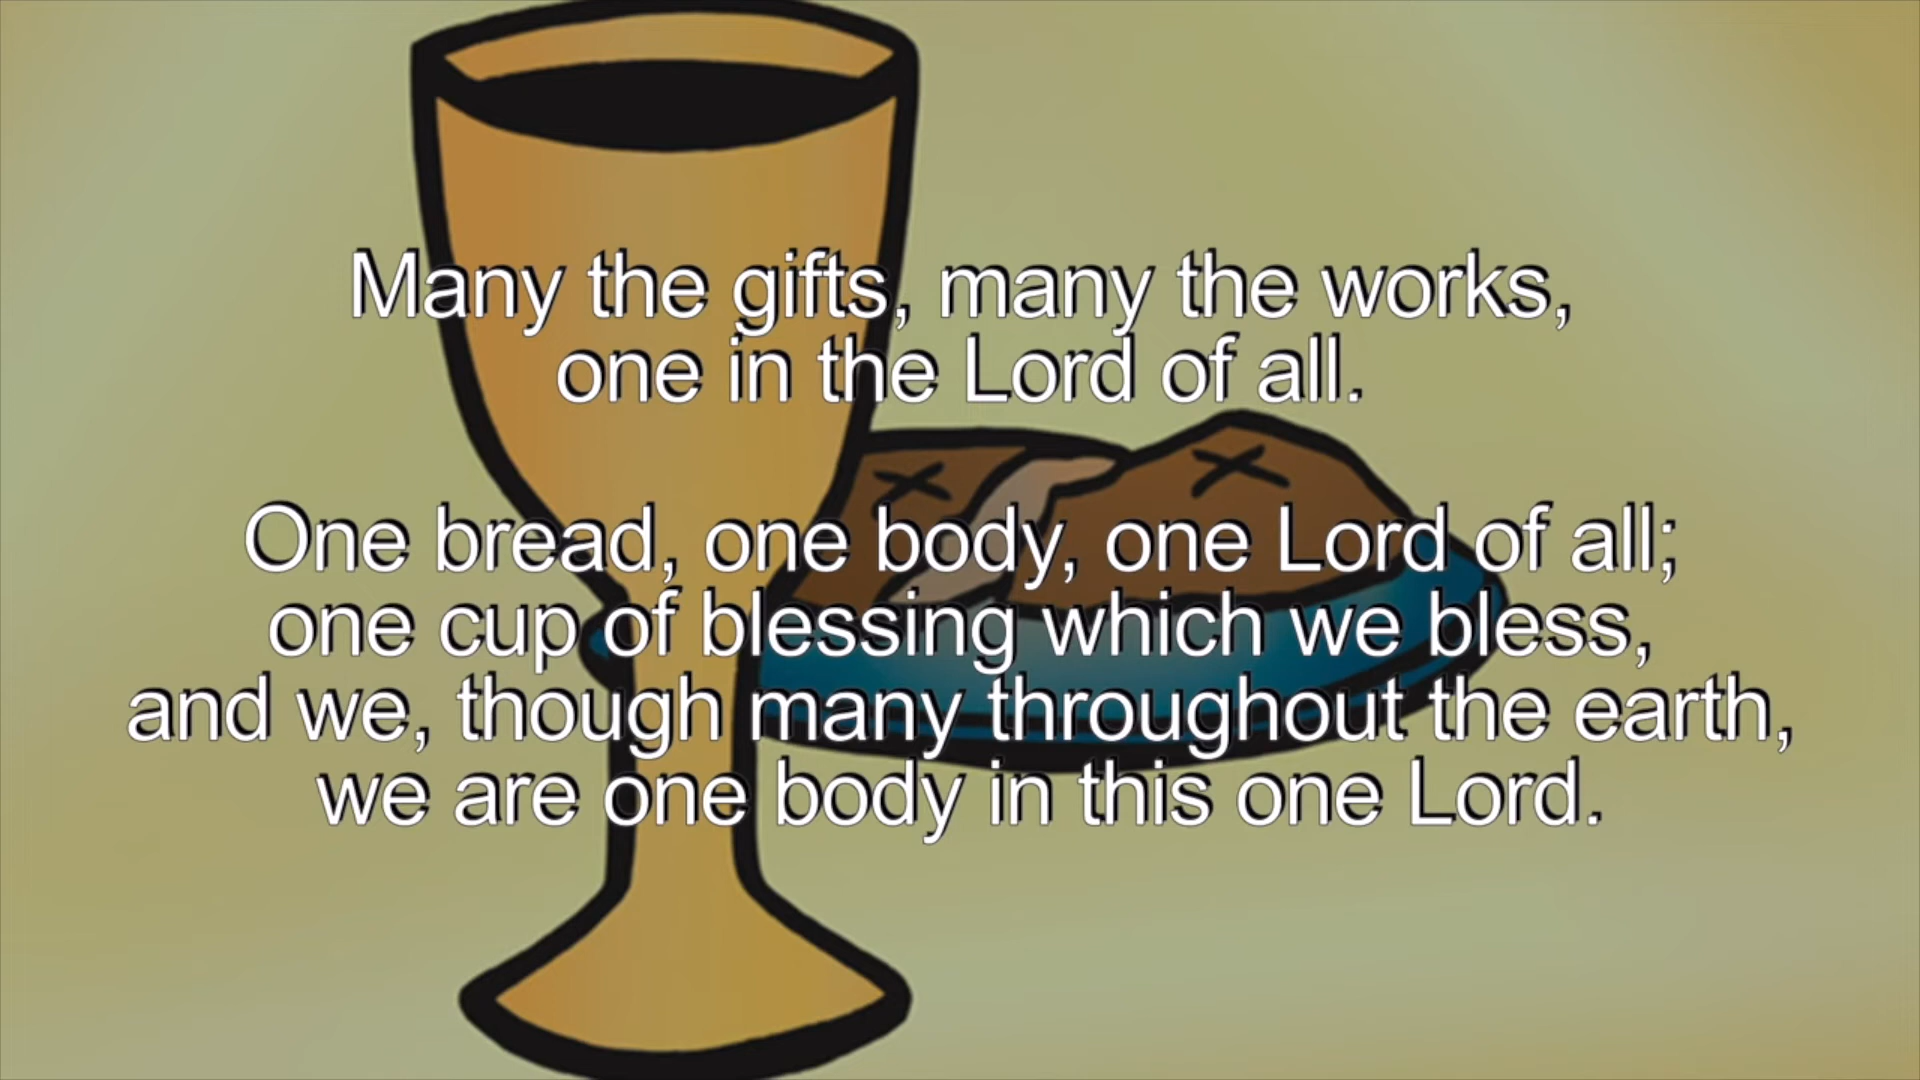 Many the gifts, many the works,
one in the Lord of all.
One bread, one body, one Lord of all;
one cup of blessing which we bless,
and we, though many throughout the earth,
we are one body in this one Lord.